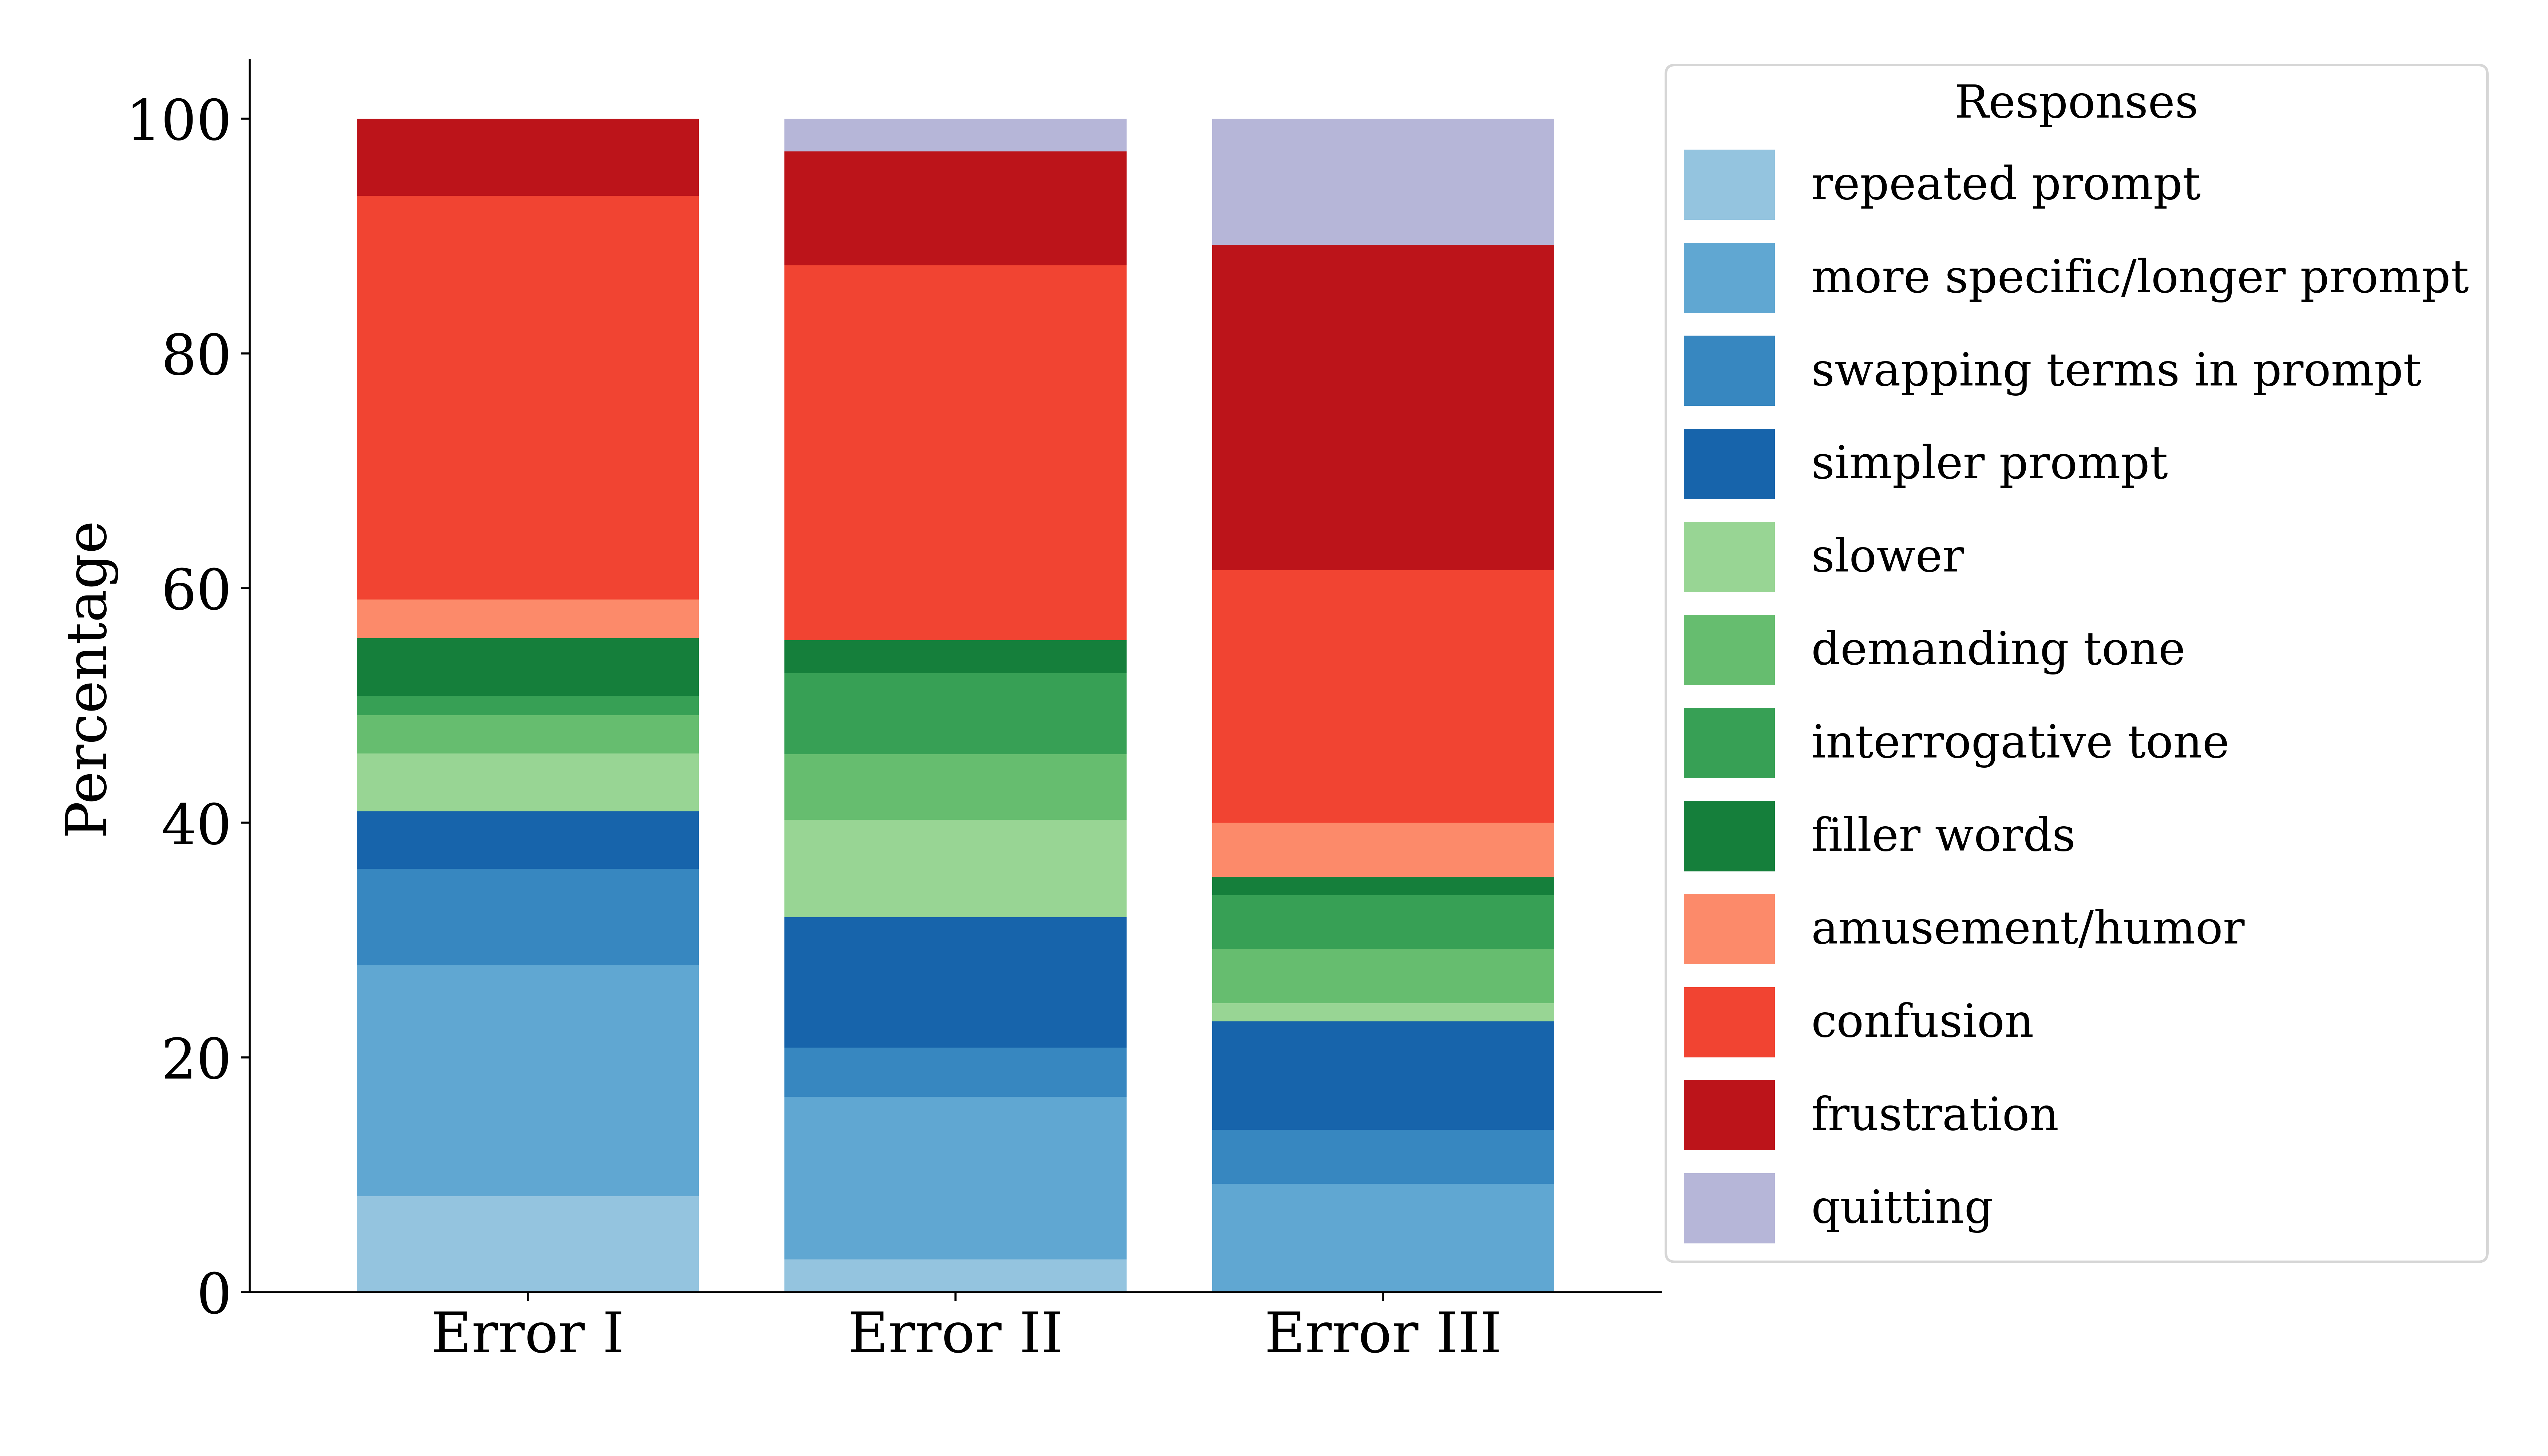 Percentage
100
80
60
40
20
0
Error I
Error II
Error III
Responses
repeated prompt
more specific/longer prompt
swapping terms in prompt
simpler prompt
slower
demanding tone
interrogative tone
filler words
amusement/humor
confusion
frustration
quitting